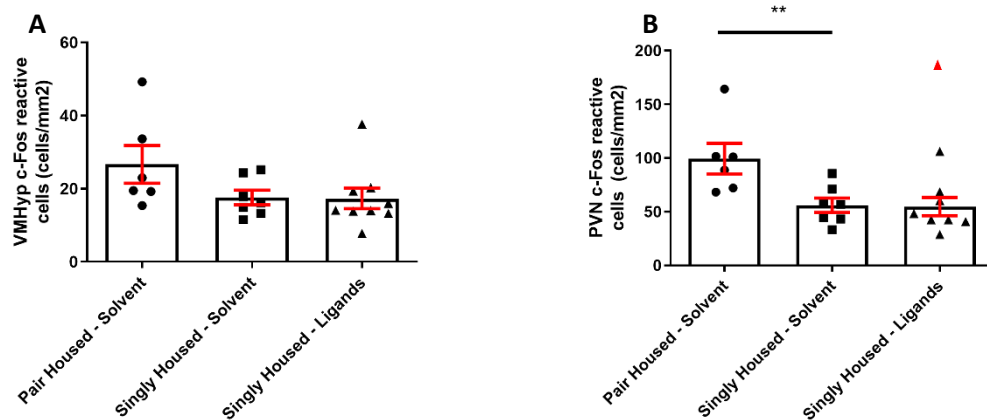 A
VMHyp c-Fos reactive
cells (cells/mm2)
60
40
20
0
Pair Housed - Solvent
Singly Housed - Solvent
Singly Housed - Ligands
B
**
PVN c-Fos reactive
cells (cells/mm2)
200
150
100
50
0
Pair Housed - Solvent
Singly Housed - Solvent
Singly Housed - Ligands